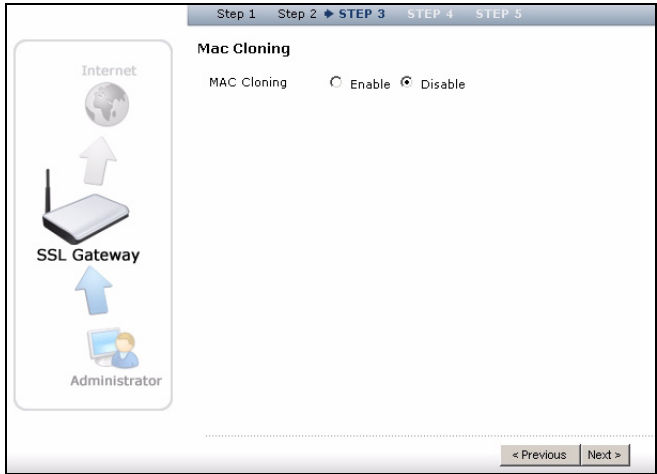 Step 1 Step 2 STEP 3 STEP 4 STEP 5
Internet
SSL Gateway
Administrator
Mac Cloning
MAC Cloning Enable Disable
< Previous Next >